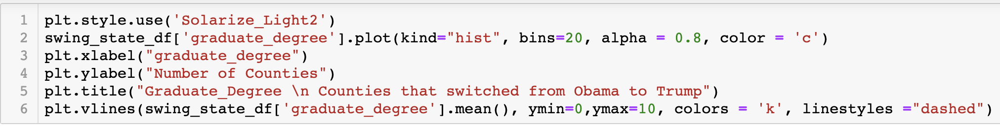 1 plt.style.use('Solarize_Light2')
2 swing_state_df['graduate_degree'].plot(kind="hist", bins=20, alpha = 0.8, color = 'c')
3 plt.xlabel("graduate_degree")
4 plt.ylabel("Number of Counties")
5 plt.title("Graduate_Degree \n Counties that switched from Obama to Trump")
6 plt.vlines(swing_state_df['graduate_degree'].mean(), ymin=0,ymax=10, colors = 'k', linestyles ="dashed")